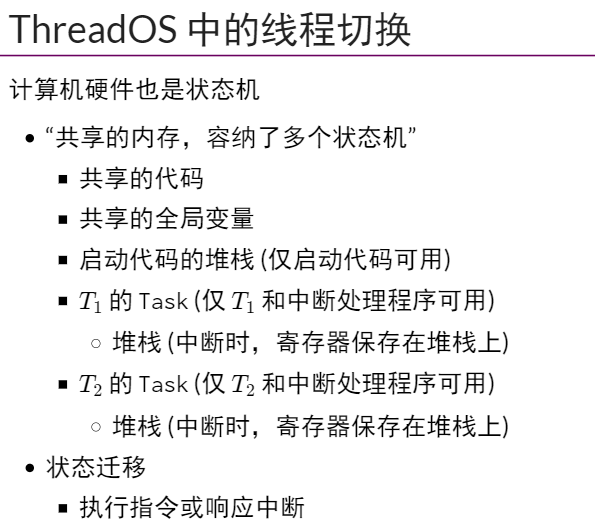 ThreadOS 中的线程切换
计算机硬件也是状态机
• “共享的内存，容纳了多个状态机”
▪ 共享的代码
▪ 共享的全局变量
▪ 启动代码的堆栈 (仅启动代码可用)
▪ T₁ 的 Task (仅 T₁ 和中断处理程序可用)
◦ 堆栈 (中断时，寄存器保存在堆栈上)
▪ T₂ 的 Task (仅 T₂ 和中断处理程序可用)
◦ 堆栈 (中断时，寄存器保存在堆栈上)
• 状态迁移
▪ 执行指令或响应中断